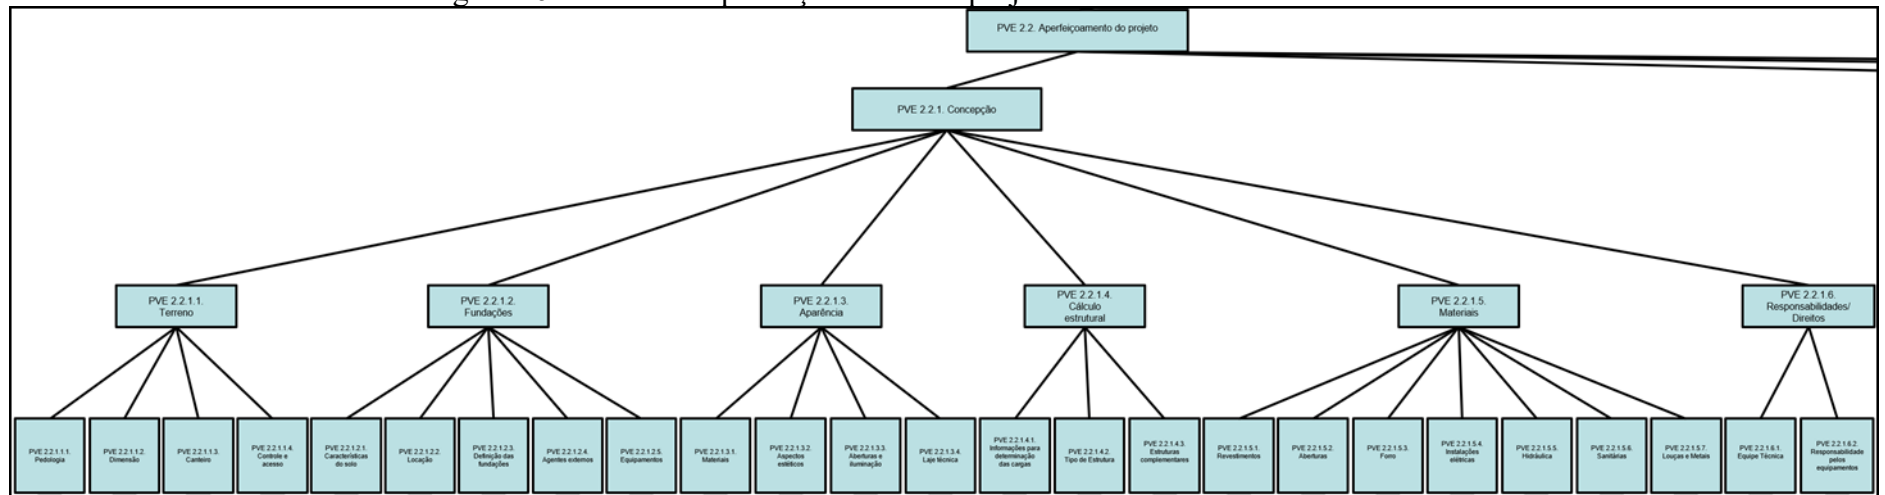 PVE 2.2. Aperfeiçoamento do projeto
PVE 2.2.1. Concepção
PVE 2.2.1.1.
Terreno
PVE 2.2.1.2.
Fundações
PVE 2.2.1.3.
Aparência
PVE 2.2.1.4.
Cálculo
estrutural
PVE 2.2.1.5.
Materiais
PVE 2.2.1.6.
Responsabilidades/
Direitos
PVE 2.2.1.1.1.
Pedologia
PVE 2.2.1.1.2.
Dimensão
PVE 2.2.1.1.3.
Canteiro
PVE 2.2.1.1.4.
Controle e
acesso
PVE 2.2.1.2.1.
Características
do solo
PVE 2.2.1.2.2.
Locação
PVE 2.2.1.2.3.
Definição das
fundações
PVE 2.2.1.2.4.
Agentes externos
PVE 2.2.1.2.5.
Equipamentos
PVE 2.2.1.3.1.
Materiais
PVE 2.2.1.3.2.
Aspectos
estéticos
PVE 2.2.1.3.3.
Aberturas e
iluminação
PVE 2.2.1.3.4.
Laje técnica
PVE 2.2.1.4.1.
Informações para
determinação
das cargas
PVE 2.2.1.4.2.
Tipo de Estrutura
PVE 2.2.1.4.3.
Estruturas
complementares
PVE 2.2.1.5.1.
Revestimentos
PVE 2.2.1.5.2.
Aberturas
PVE 2.2.1.5.3.
Forro
PVE 2.2.1.5.4.
Instalações
elétricas
PVE 2.2.1.5.5.
Hidráulica
PVE 2.2.1.5.6.
Sanitárias
PVE 2.2.1.5.7.
Louças e Metais
PVE 2.2.1.6.1.
Equipe Técnica
PVE 2.2.1.6.2.
Responsabilidade
pelos
equipamentos